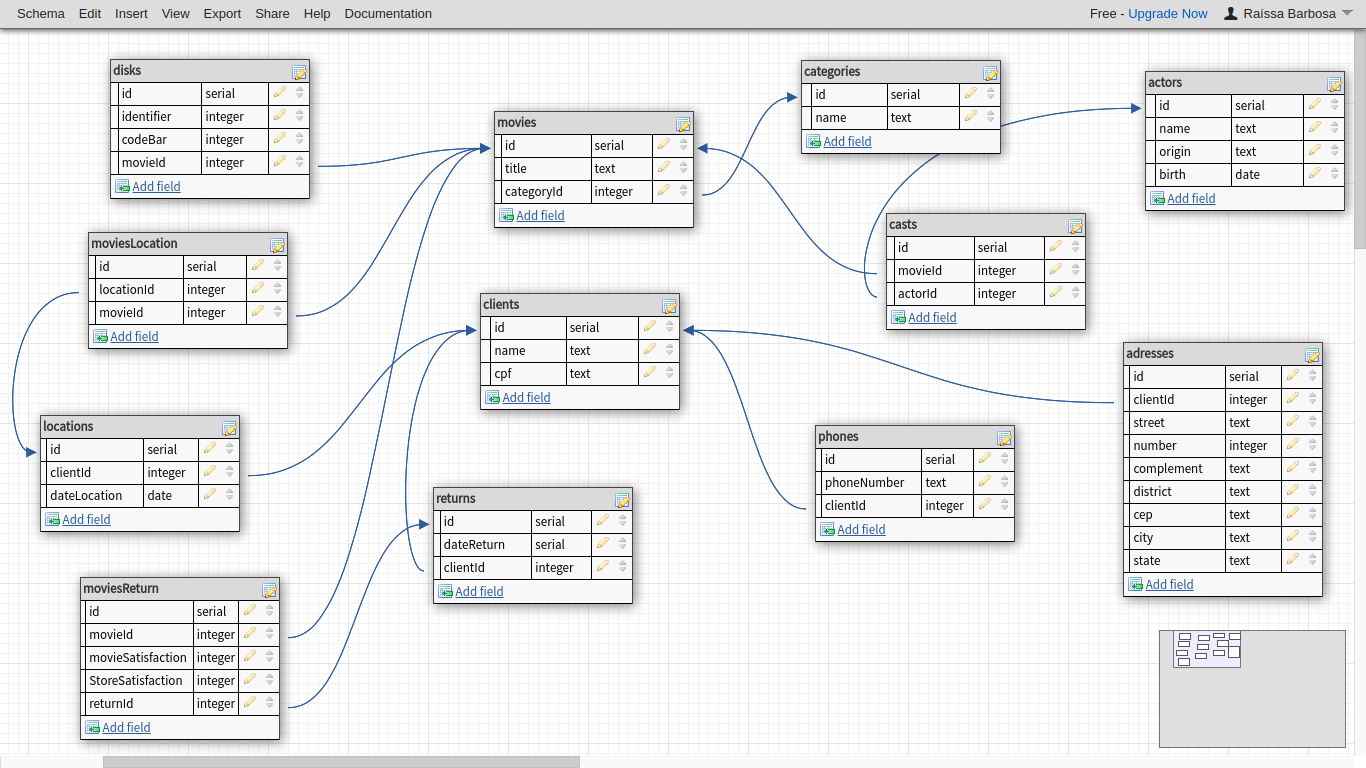 Schema Edit Insert View Export Share Help Documentation Free - Upgrade Now Raíssa Barbosa
disks
id serial
identifier integer
codeBar integer
movieId integer
Add field
moviesLocation
id serial
locationId integer
movieId integer
Add field
locations
id serial
clientId integer
dateLocation date
Add field
moviesReturn
id serial
movieId integer
movieSatisfaction integer
StoreSatisfaction integer
returnId integer
Add field
movies
id serial
title text
categoryId integer
Add field
clients
id serial
name text
cpf text
Add field
returns
id serial
dateReturn serial
clientId integer
Add field
categories
id serial
name text
Add field
casts
id serial
movieId integer
actorId integer
Add field
phones
id serial
phoneNumber text
clientId integer
Add field
actors
id serial
name text
origin text
birth date
Add field
adresses
id serial
clientId integer
street text
number integer
complement text
district text
cep text
city text
state text
Add field